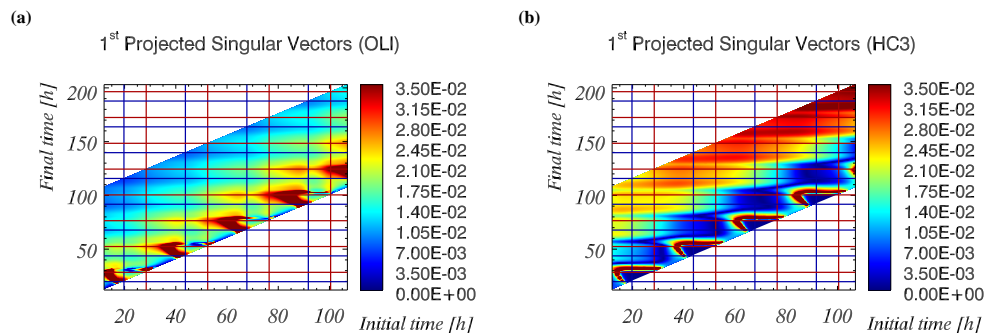 (a)
1st Projected Singular Vectors (OLI)
Final time [h]
200
150
100
50
20 40 60 80 100
Initial time [h]
3.50E-02
3.15E-02
2.80E-02
2.45E-02
2.10E-02
1.75E-02
1.40E-02
1.05E-02
7.00E-03
3.50E-03
0.00E+00
(b)
1st Projected Singular Vectors (HC3)
Final time [h]
200
150
100
50
20 40 60 80 100
Initial time [h]
3.50E-02
3.15E-02
2.80E-02
2.45E-02
2.10E-02
1.75E-02
1.40E-02
1.05E-02
7.00E-03
3.50E-03
0.00E+00